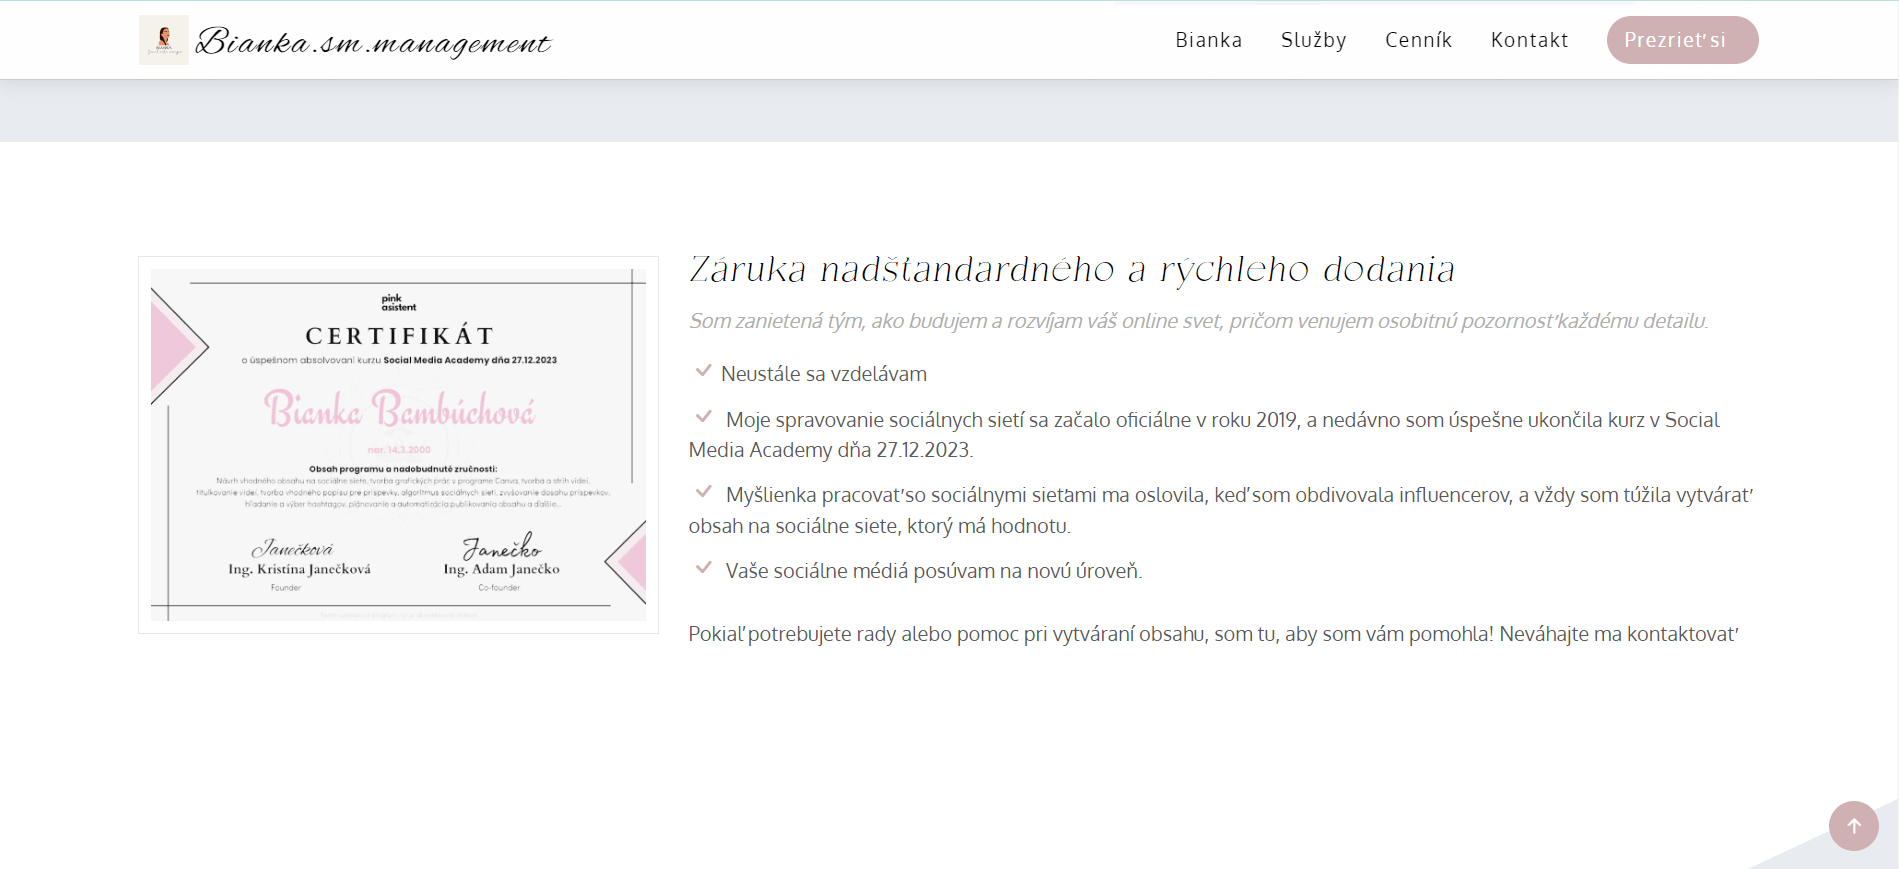 Bianka.sm.management
Bianka
Služby
Cenník
Kontakt
Prezrieť si
pink
asistent
CERTIFIKÁT
o úspešnom absolvovaní kurzu Social Media Academy dňa 27.12.2023
Bianka Bambúchová
nar. 14.3.2000
Obsah programu a nadobudnuté zručnosti:
Návrh vhodného obsahu na sociálne siete, tvorba grafických prác v programe Canva, tvorba a strih videí,
titulkovanie videí, tvorba vhodného popisu pre príspevky, algoritmus sociálnych sietí, zvyšovanie dosahu príspevkov,
hľadanie a výber hashtagov, plánovanie a automatizácia publikovania obsahu a ďalšie...
Janečková
Janečko
Ing. Kristína Janečková
Ing. Adam Janečko
Founder
Co-founder
Záruka nadštandardného a rýchleho dodania
Som zanietená tým, ako budujem a rozvíjam váš online svet, pričom venujem osobitnú pozornosť každému detailu.
Neustále sa vzdelávam
Moje spravovanie sociálnych sietí sa začalo oficiálne v roku 2019, a nedávno som úspešne ukončila kurz v Social
Media Academy dňa 27.12.2023.
Myšlienka pracovať so sociálnymi sieťami ma oslovila, keď som obdivovala influencerov, a vždy som túžila vytvárať
obsah na sociálne siete, ktorý má hodnotu.
Vaše sociálne médiá posúvam na novú úroveň.
Pokiaľ potrebujete rady alebo pomoc pri vytváraní obsahu, som tu, aby som vám pomohla! Neváhajte ma kontaktovať